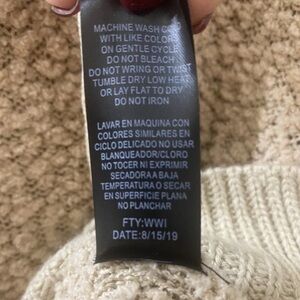 MACHINE WASH
WITH LIKE COLORS
ON GENTLE CYCLE
DO NOT BLEACH
DO NOT WRING OR TWIST
TUMBLE DRY LOW HEAT
OR LAY FLAT TO DRY
DO NOT IRON
LAVAR EN MAQUINA CON
COLORES SIMILARES EN
CICLO DELICADO NO USAR
BLANQUEADOR/CLORO
NO TOCER NI EXPRIMIR
SECADORA A BAJA
TEMPERATURA O SECAR
EN SUPERFICIE PLANA
NO PLANCHAR
FTY:WWI
DATE:8/15/19